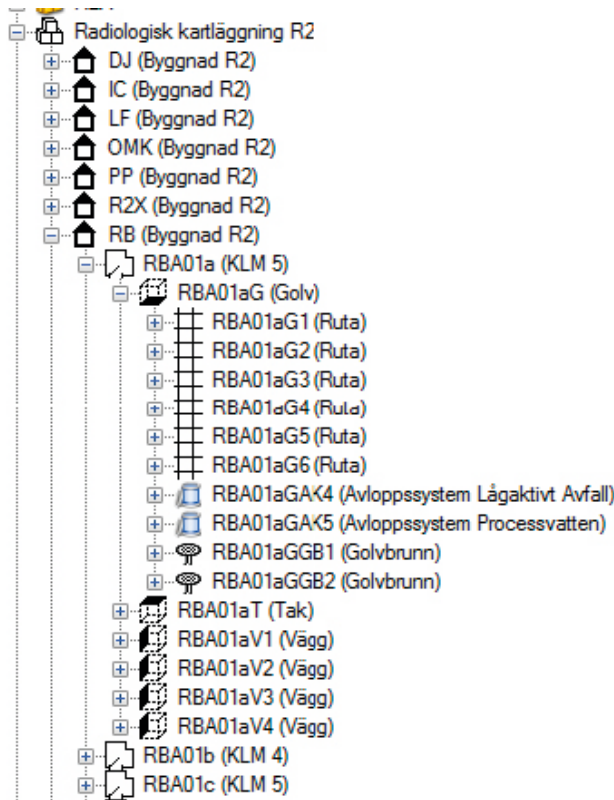 Radiologisk kartläggning R2
DJ (Byggnad R2)
IC (Byggnad R2)
LF (Byggnad R2)
OMK (Byggnad R2)
PP (Byggnad R2)
R2X (Byggnad R2)
RB (Byggnad R2)
RBA01a (KLM 5)
RBA01aG (Golv)
RBA01aG1 (Ruta)
RBA01aG2 (Ruta)
RBA01aG3 (Ruta)
RBA01aG4 (Ruta)
RBA01aG5 (Ruta)
RBA01aG6 (Ruta)
RBA01aGAK4 (Avloppssystem Lågaktivt Avfall)
RBA01aGAK5 (Avloppssystem Processvatten)
RBA01aGGB1 (Golvbrunn)
RBA01aGGB2 (Golvbrunn)
RBA01aT (Tak)
RBA01aV1 (Vägg)
RBA01aV2 (Vägg)
RBA01aV3 (Vägg)
RBA01aV4 (Vägg)
RBA01b (KLM 4)
RBA01c (KLM 5)